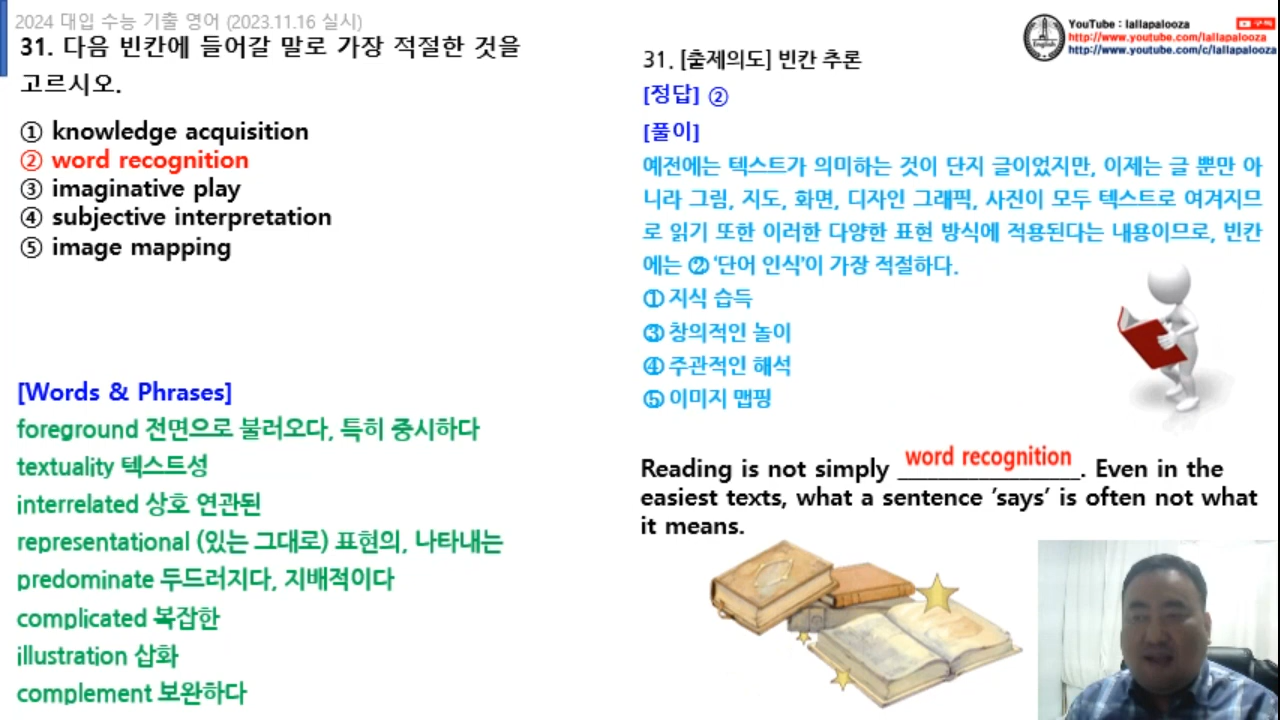 2024 대입 수능 기출 영어 (2023.11.16 실시)
31. 다음 빈칸에 들어갈 말로 가장 적절한 것을
고르시오.
① knowledge acquisition
② word recognition
③ imaginative play
④ subjective interpretation
⑤ image mapping
[Words & Phrases]
foreground 전면으로 불러오다, 특히 중시하다
textuality 텍스트성
interrelated 상호 연관된
representational (있는 그대로) 표현의, 나타내는
predominate 두드러지다, 지배적이다
complicated 복잡한
illustration 삽화
complement 보완하다
YouTube : lallapalooza
구독
http://www.youtube.com/lallapalooza
http://www.youtube.com/c/lallapalooza
English
31. [출제의도] 빈칸 추론
[정답] ②
[풀이]
예전에는 텍스트가 의미하는 것이 단지 글이었지만, 이제는 글 뿐만 아
니라 그림, 지도, 화면, 디자인 그래픽, 사진이 모두 텍스트로 여겨지므
로 읽기 또한 이러한 다양한 표현 방식에 적용된다는 내용이므로, 빈칸
에는 ② '단어 인식'이 가장 적절하다.
① 지식 습득
③ 창의적인 놀이
④ 주관적인 해석
⑤ 이미지 맵핑
Reading is not simply word recognition. Even in the
easiest texts, what a sentence 'says' is often not what
it means.